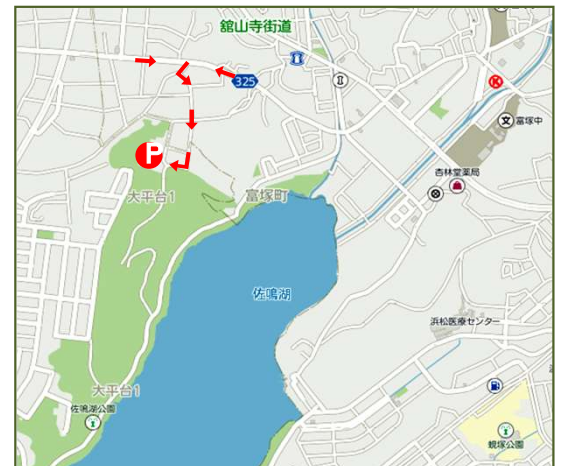 舘山寺街道
325
K
文
富塚中
P
杏林堂薬局
大平台1
富塚町
佐鳴湖
浜松医療センター
大平台1
佐鳴湖公園
蜆塚公園